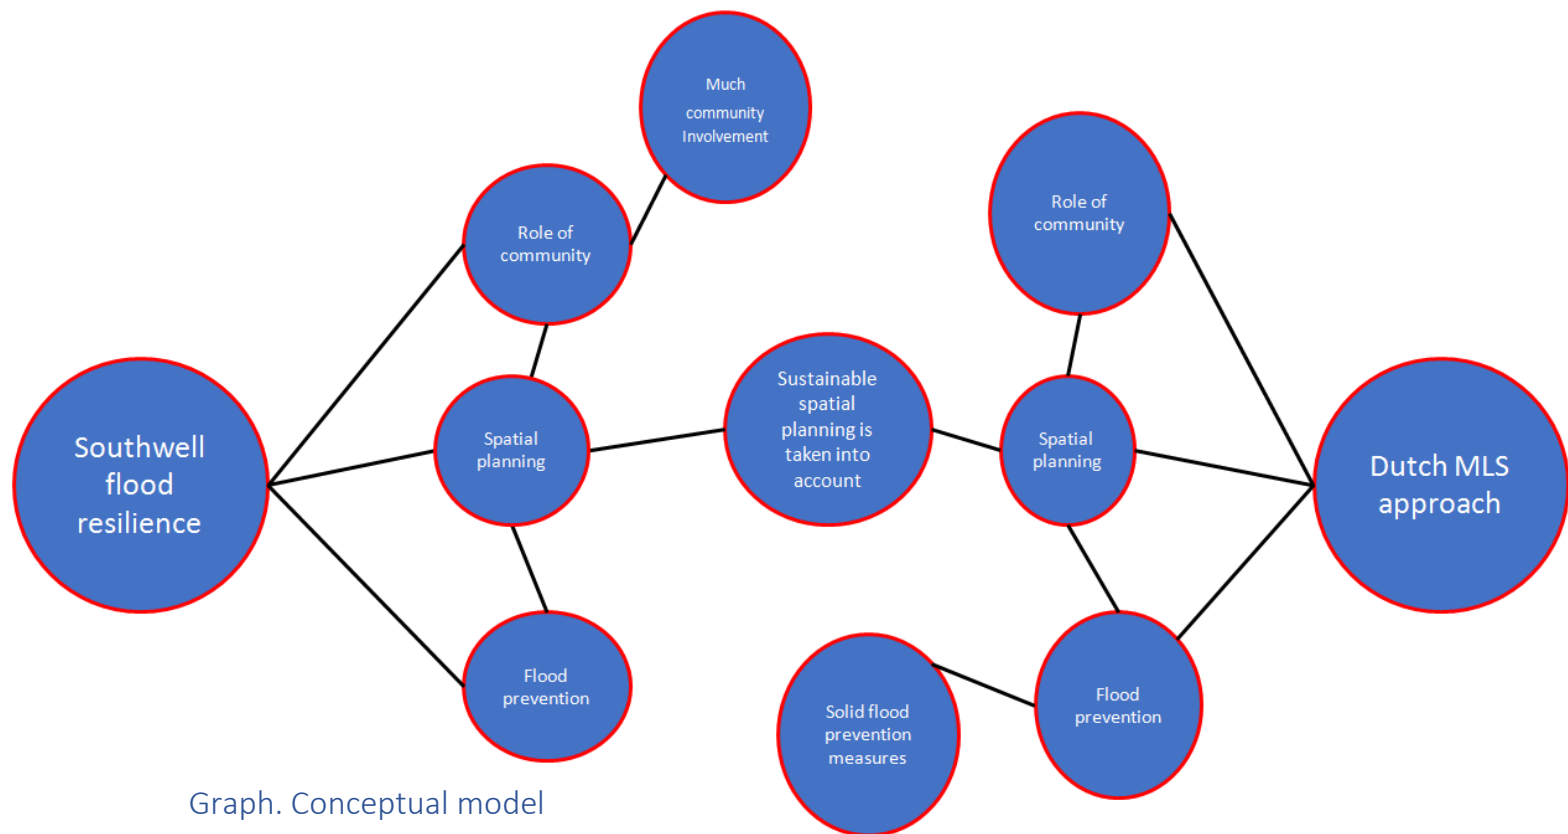 Much
community
Involvement
Role of
community
Role of
community
Sustainable
spatial
planning is
taken into
account
Spatial
planning
Spatial
planning
Southwell
flood
resilience
Dutch MLS
approach
Flood
prevention
Solid flood
prevention
measures
Flood
prevention
Graph. Conceptual model